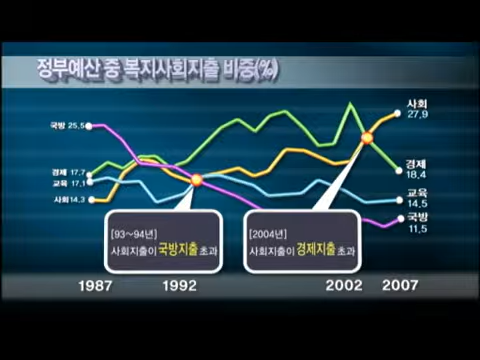 정부예산 중 복지사회지출 비중(%)
사회
27,9
국방 25,5
경제 17,7
교육 17,1
사회 14,3
경제
18,4
교육
14,5
국방
11,5
[93~94년]
사회지출이 국방지출 초과
[2004년]
사회지출이 경제지출 초과
1987 1992 2002 2007